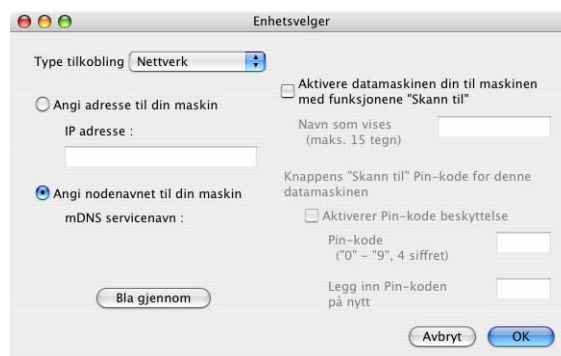 Enhetsvelger
Type tilkobling Nettverk
Angi adresse til din maskin
IP adresse :
Angi nodenavnet til din maskin
mDNS servicenavn :
Bla gjennom
Aktivere datamaskinen din til maskinen
med funksjonene "Skann til"
Navn som vises
(maks. 15 tegn)
Knappens "Skann til" Pin-kode for denne
datamaskinen
Aktiverer Pin-kode beskyttelse
Pin-kode
("0" – "9", 4 siffret)
Legg inn Pin-koden
på nytt
Avbryt
OK